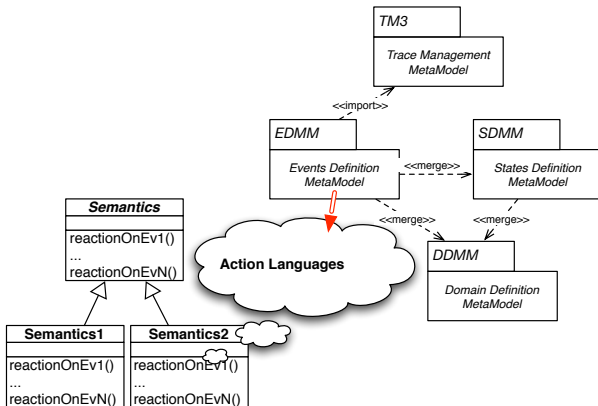 TM3
Trace Management
MetaModel
<<import>>
EDMM
Events Definition
MetaModel
<<merge>>
SDMM
States Definition
MetaModel
<<merge>>
<<merge>>
DDMM
Domain Definition
MetaModel
Action Languages
Semantics
reactionOnEv1()
...
reactionOnEvN()
Semantics1
reactionOnEv1()
...
reactionOnEvN()
Semantics2
reactionOnEv1()
...
reactionOnEvN()